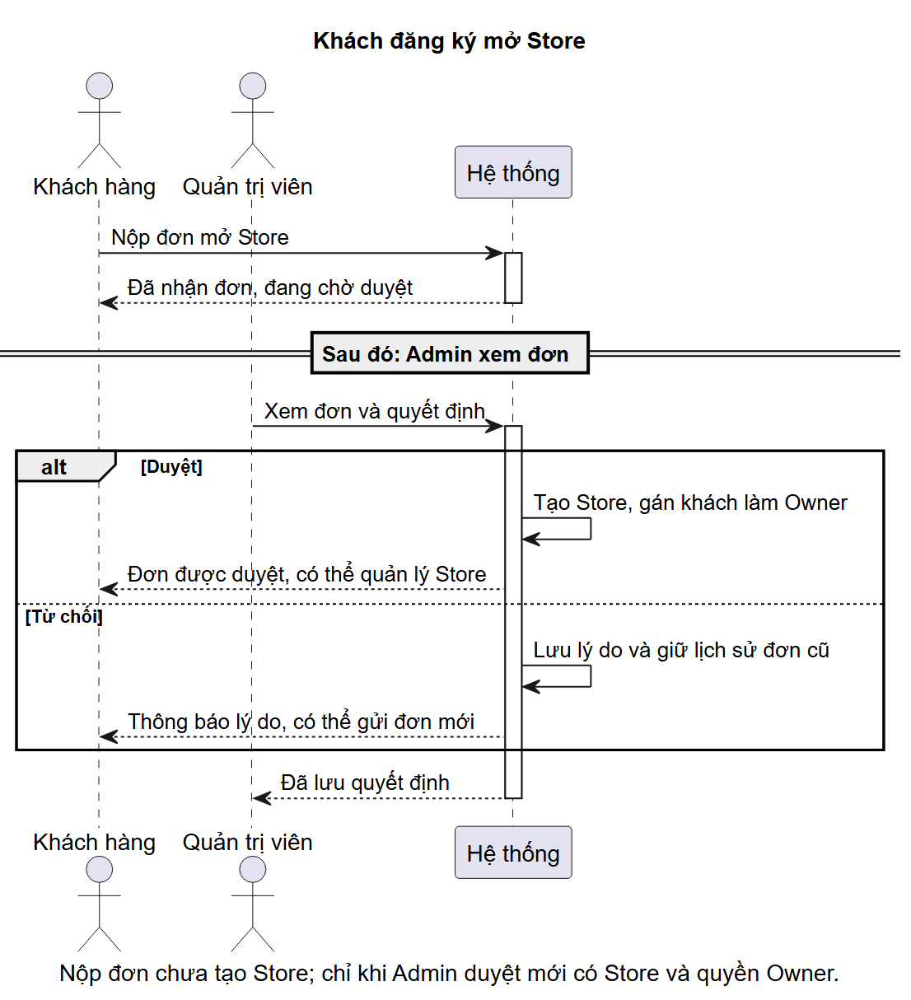 Khách đăng ký mở Store
Khách hàng
Quản trị viên
Hệ thống
Nộp đơn mở Store
Đã nhận đơn, đang chờ duyệt
Sau đó: Admin xem đơn
Xem đơn và quyết định
alt
[Duyệt]
Tạo Store, gán khách làm Owner
Đơn được duyệt, có thể quản lý Store
[Từ chối]
Lưu lý do và giữ lịch sử đơn cũ
Thông báo lý do, có thể gửi đơn mới
Đã lưu quyết định
Khách hàng
Quản trị viên
Hệ thống
Nộp đơn chưa tạo Store; chỉ khi Admin duyệt mới có Store và quyền Owner.